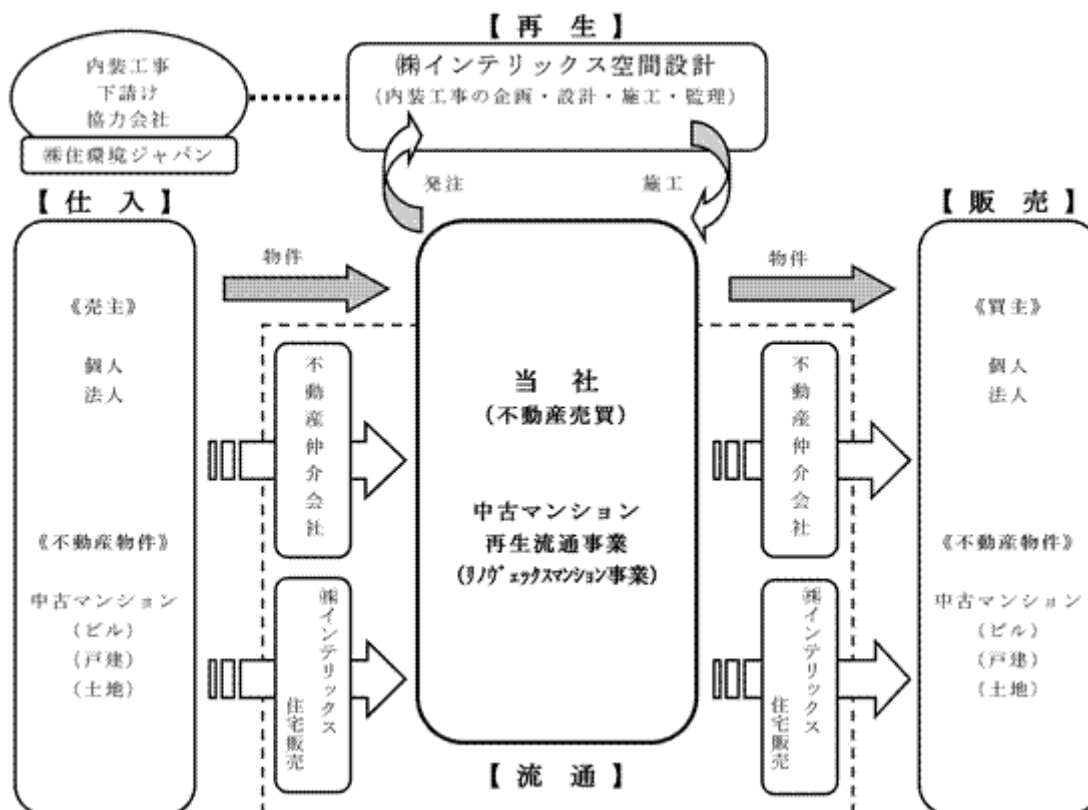 【 再 生 】
㈱インテリックス空間設計
(内装工事の企画・設計・施工・監理)
内装工事
下請け
協力会社
㈱住環境ジャパン
発注
施工
【 仕 入 】
《売主》
個人
法人
《不動産物件》
中古マンション
(ビル)
(戸建)
(土地)
物件
不動産仲介会社
㈱インテリックス
住宅販売
当 社
(不動産売買)
中古マンション
再生流通事業
(ﾘﾉヴﾞｪｯｸｽﾏﾝｼｮﾝ事業)
【 流 通 】
物件
不動産仲介会社
㈱インテリックス
住宅販売
【 販 売 】
《買主》
個人
法人
《不動産物件》
中古マンション
(ビル)
(戸建)
(土地)